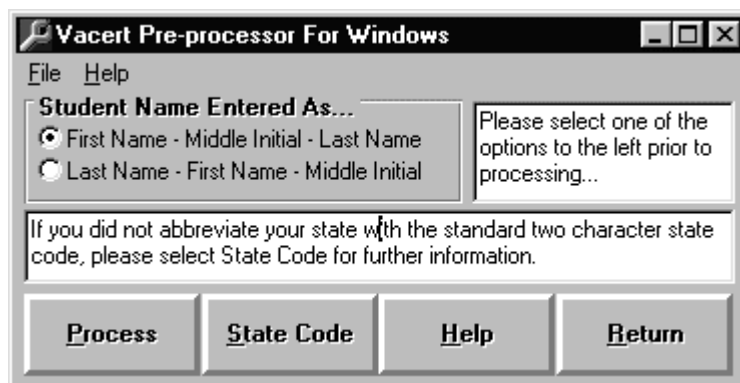 Vacert Pre-processor For Windows
File Help
Student Name Entered As...
First Name - Middle Initial - Last Name
Last Name - First Name - Middle Initial
Please select one of the
options to the left prior to
processing...
If you did not abbreviate your state with the standard two character state
code, please select State Code for further information.
Process State Code Help Return